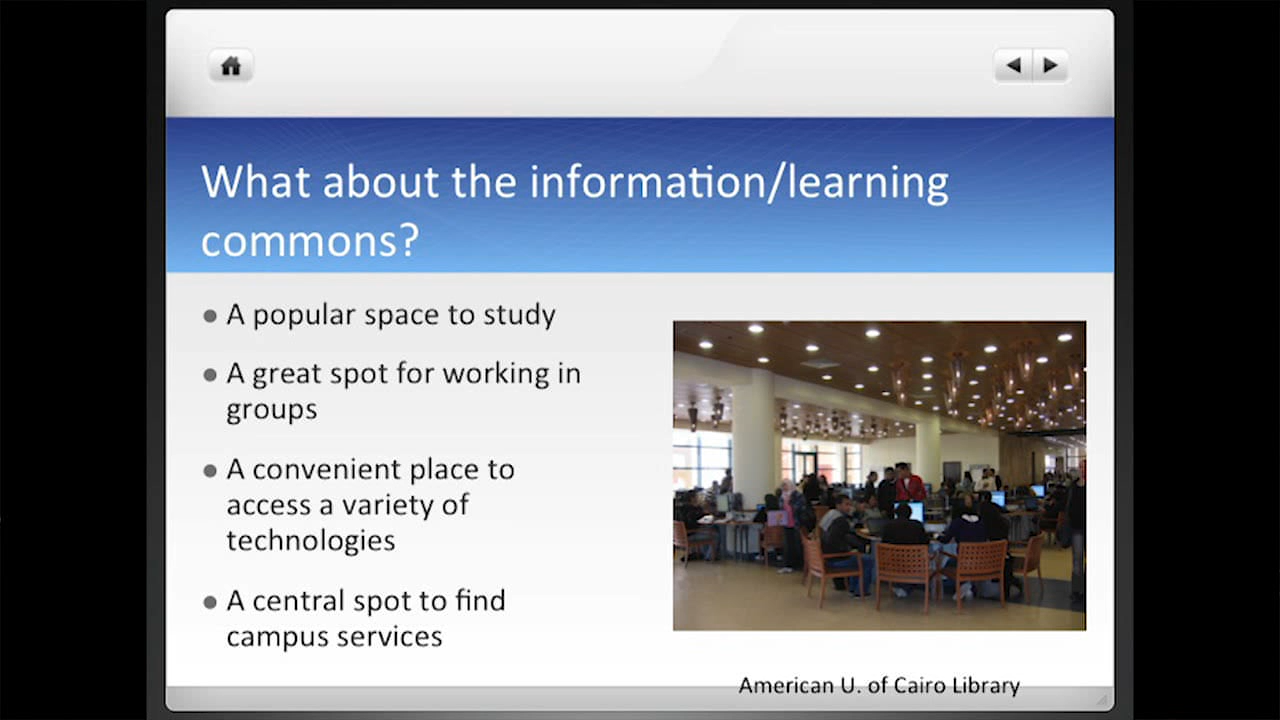 What about the information/learning
commons?
A popular space to study
A great spot for working in
groups
A convenient place to
access a variety of
technologies
A central spot to find
campus services
American U. of Cairo Library